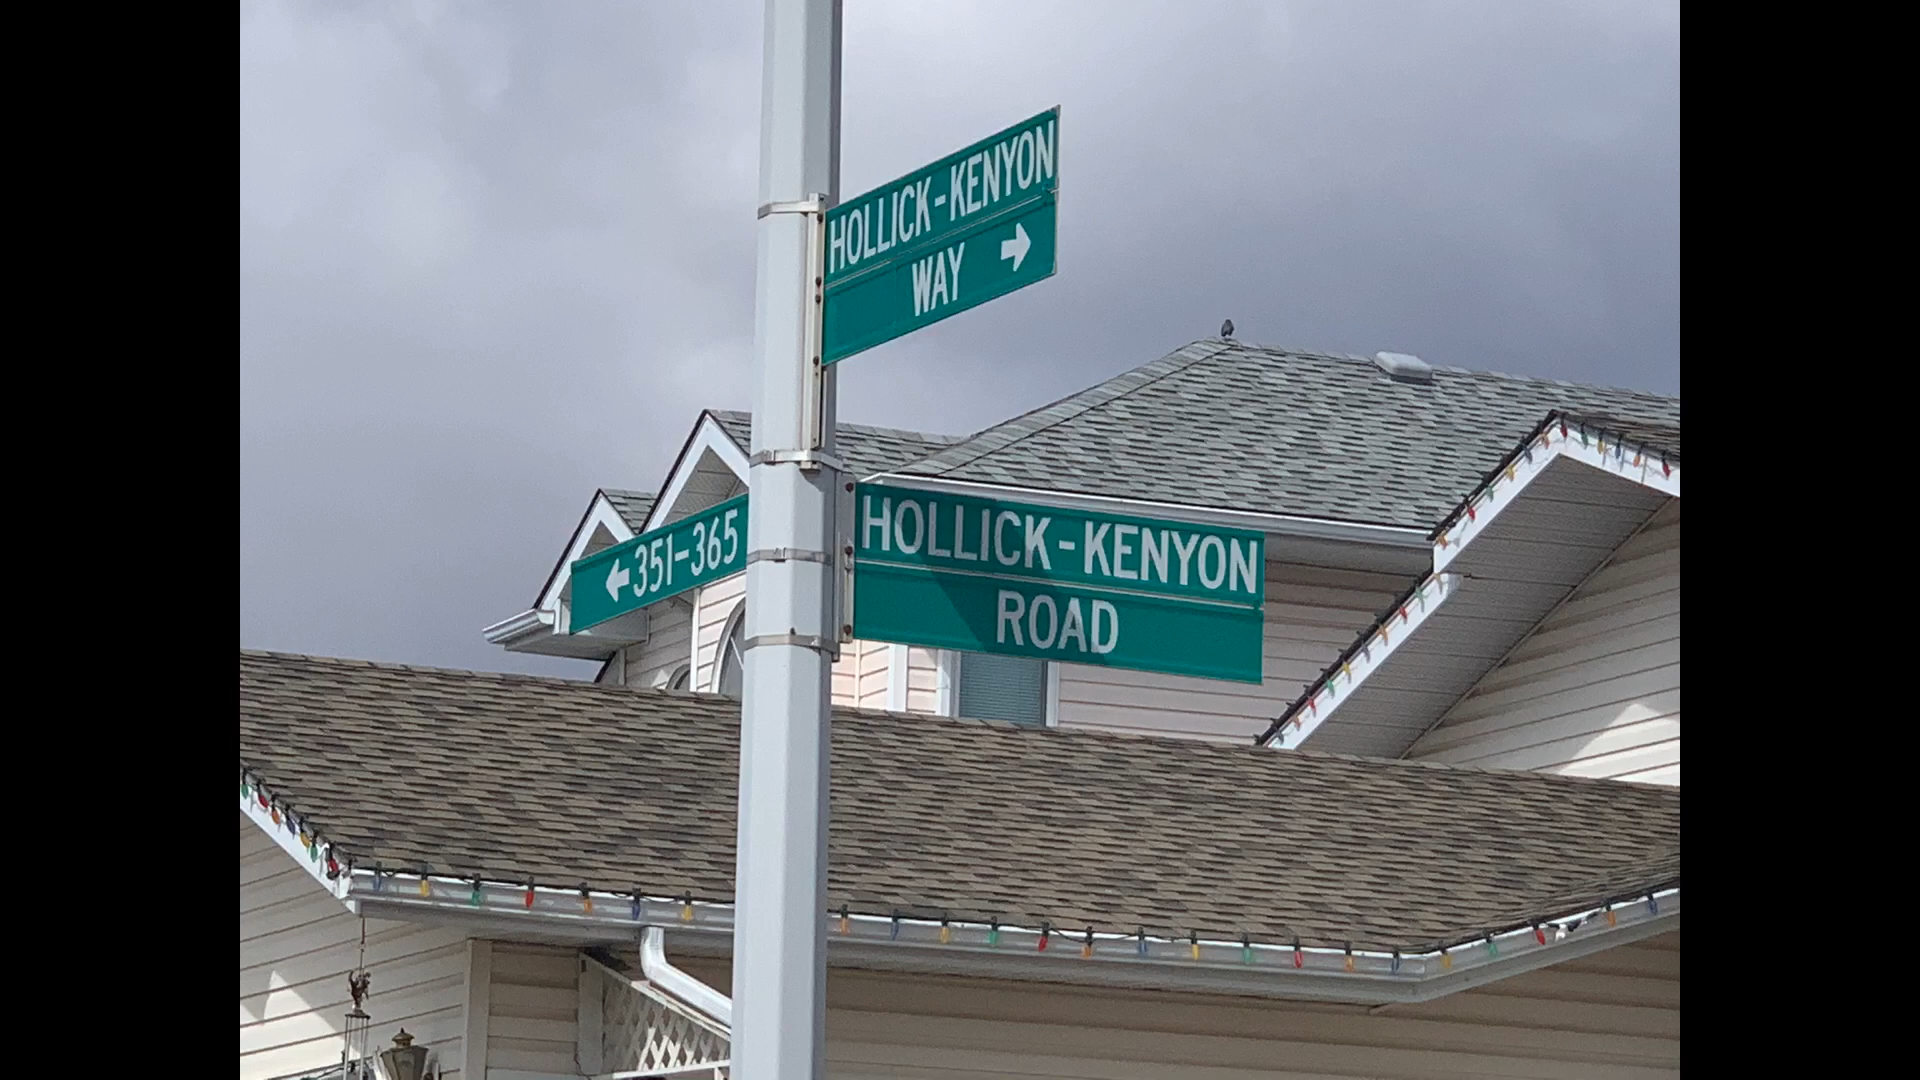 HOLLICK-KENYON
WAY →
← 351-365
HOLLICK-KENYON
ROAD